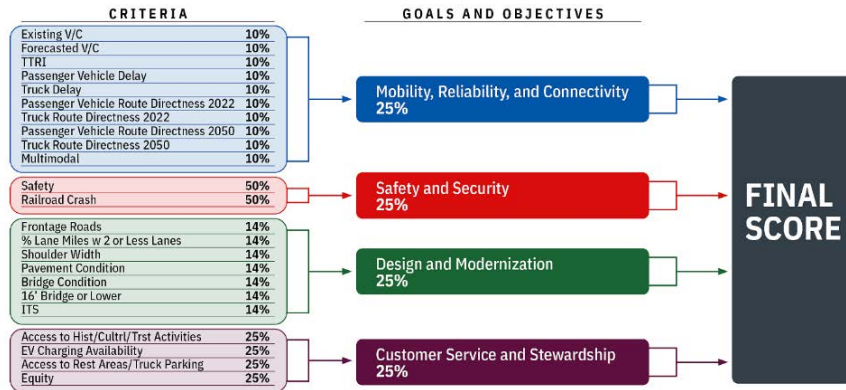 CRITERIA
GOALS AND OBJECTIVES
Existing V/C 10%
Forecasted V/C 10%
TTRI 10%
Passenger Vehicle Delay 10%
Truck Delay 10%
Passenger Vehicle Route Directness 2022 10%
Truck Route Directness 2022 10%
Passenger Vehicle Route Directness 2050 10%
Truck Route Directness 2050 10%
Multimodal 10%
Mobility, Reliability, and Connectivity
25%
Safety 50%
Railroad Crash 50%
Safety and Security
25%
Frontage Roads 14%
% Lane Miles w 2 or Less Lanes 14%
Shoulder Width 14%
Pavement Condition 14%
Bridge Condition 14%
16' Bridge or Lower 14%
ITS 14%
Design and Modernization
25%
Access to Hist/Cultrl/Trst Activities 25%
EV Charging Availability 25%
Access to Rest Areas/Truck Parking 25%
Equity 25%
Customer Service and Stewardship
25%
FINAL
SCORE